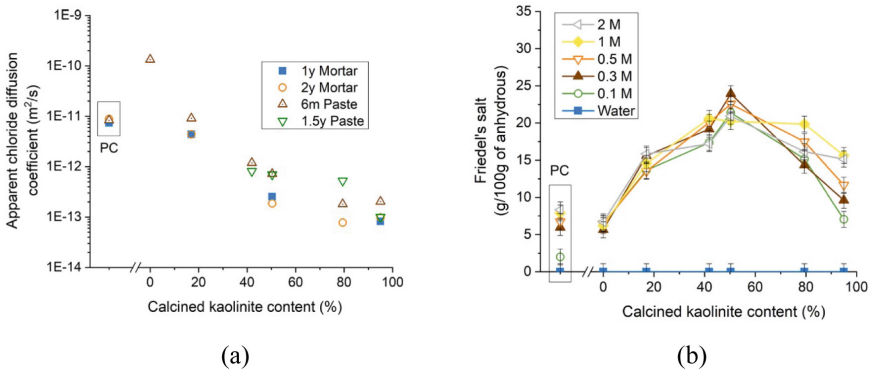 1E-9
1E-10
1E-11
1E-12
1E-13
1E-14
Apparent chloride diffusion
coefficient (m²/s)
PC
1y Mortar
2y Mortar
6m Paste
1.5y Paste
0 20 40 60 80 100
Calcined kaolinite content (%)
(a)
35
30
25
20
15
10
5
0
Friedel's salt
(g/100g of anhydrous)
2 M
1 M
0.5 M
0.3 M
0.1 M
Water
PC
0 20 40 60 80 100
Calcined kaolinite content (%)
(b)